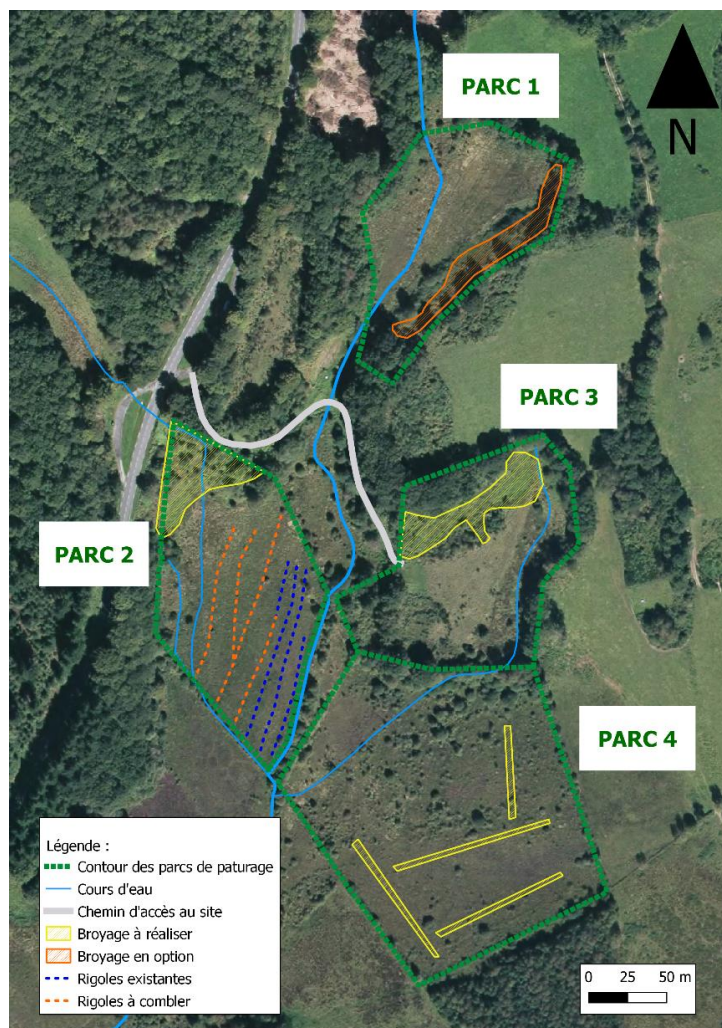 PARC 1
N
PARC 3
PARC 2
PARC 4
Légende :
Contour des parcs de paturage
Cours d'eau
Chemin d'accès au site
Broyage à réaliser
Broyage en option
Rigoles existantes
Rigoles à combler
0 25 50 m